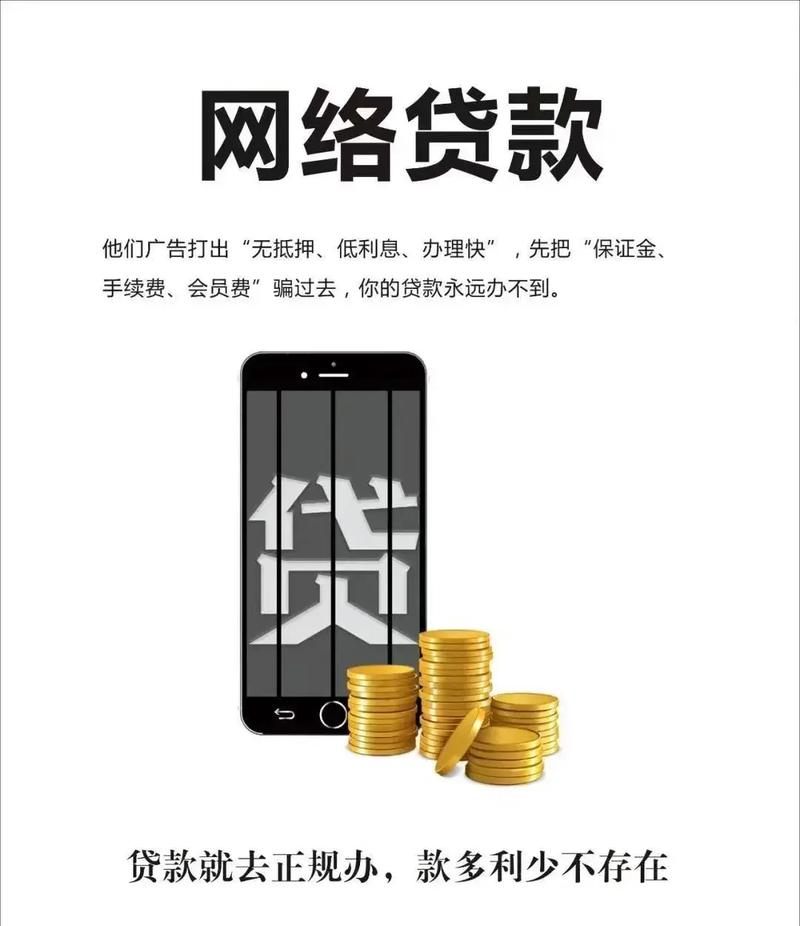 网络贷款
他们广告打出“无抵押、低利息、办理快”，先把“保证金、
手续费、会员费”骗过去，你的贷款永远办不到。
贷
贷款就去正规办，款多利少不存在